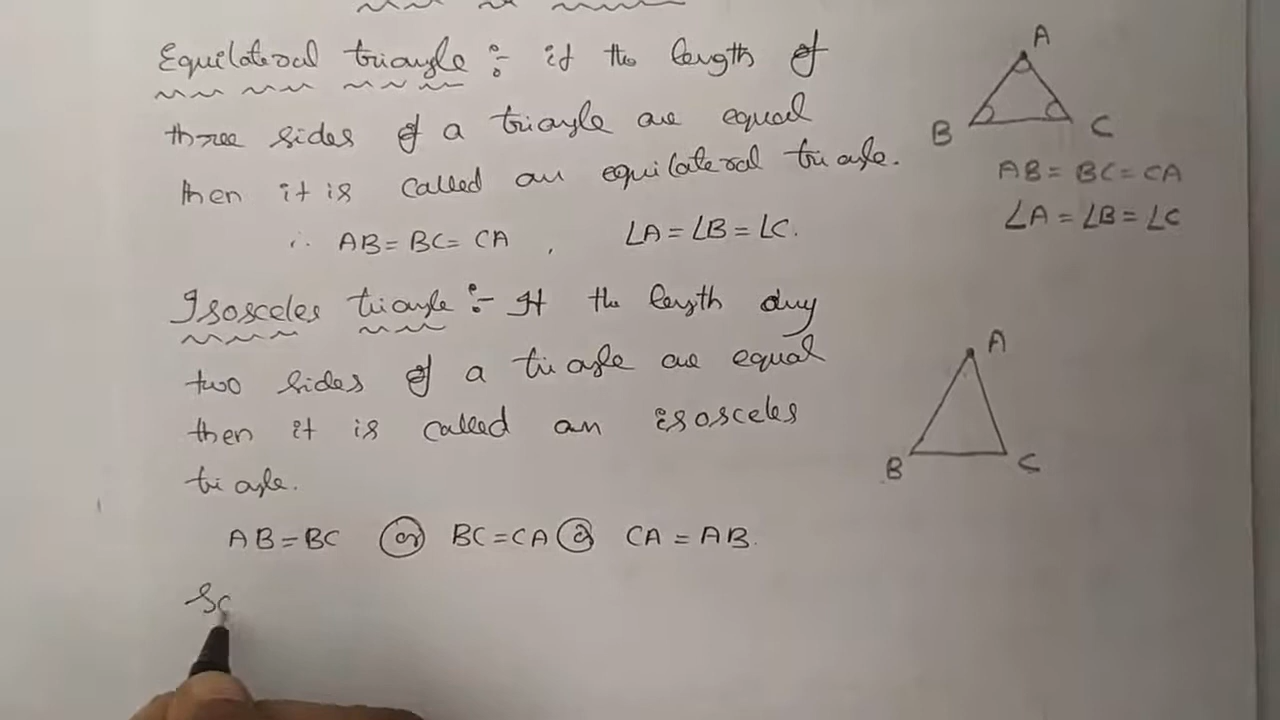 Equilateral triangle :- if the length of
three sides of a triangle are equal
then it is called an equilateral triangle.
∴ AB = BC = CA , ∠A = ∠B = ∠C.
A
B
C
AB = BC = CA
∠A = ∠B = ∠C
Isosceles triangle :- If the length any
two sides of a triangle are equal
then it is called an isosceles
triangle.
AB = BC or BC = CA or CA = AB.
A
B
C
Sc